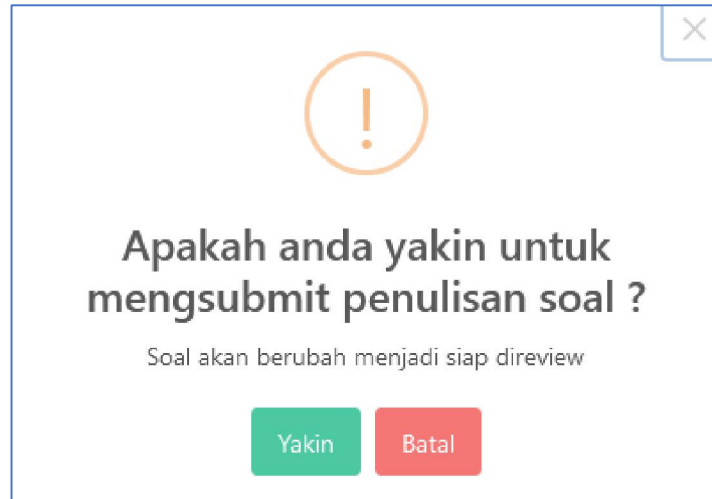 Apakah anda yakin untuk
mengsubmit penulisan soal ?
Soal akan berubah menjadi siap direview
Yakin
Batal